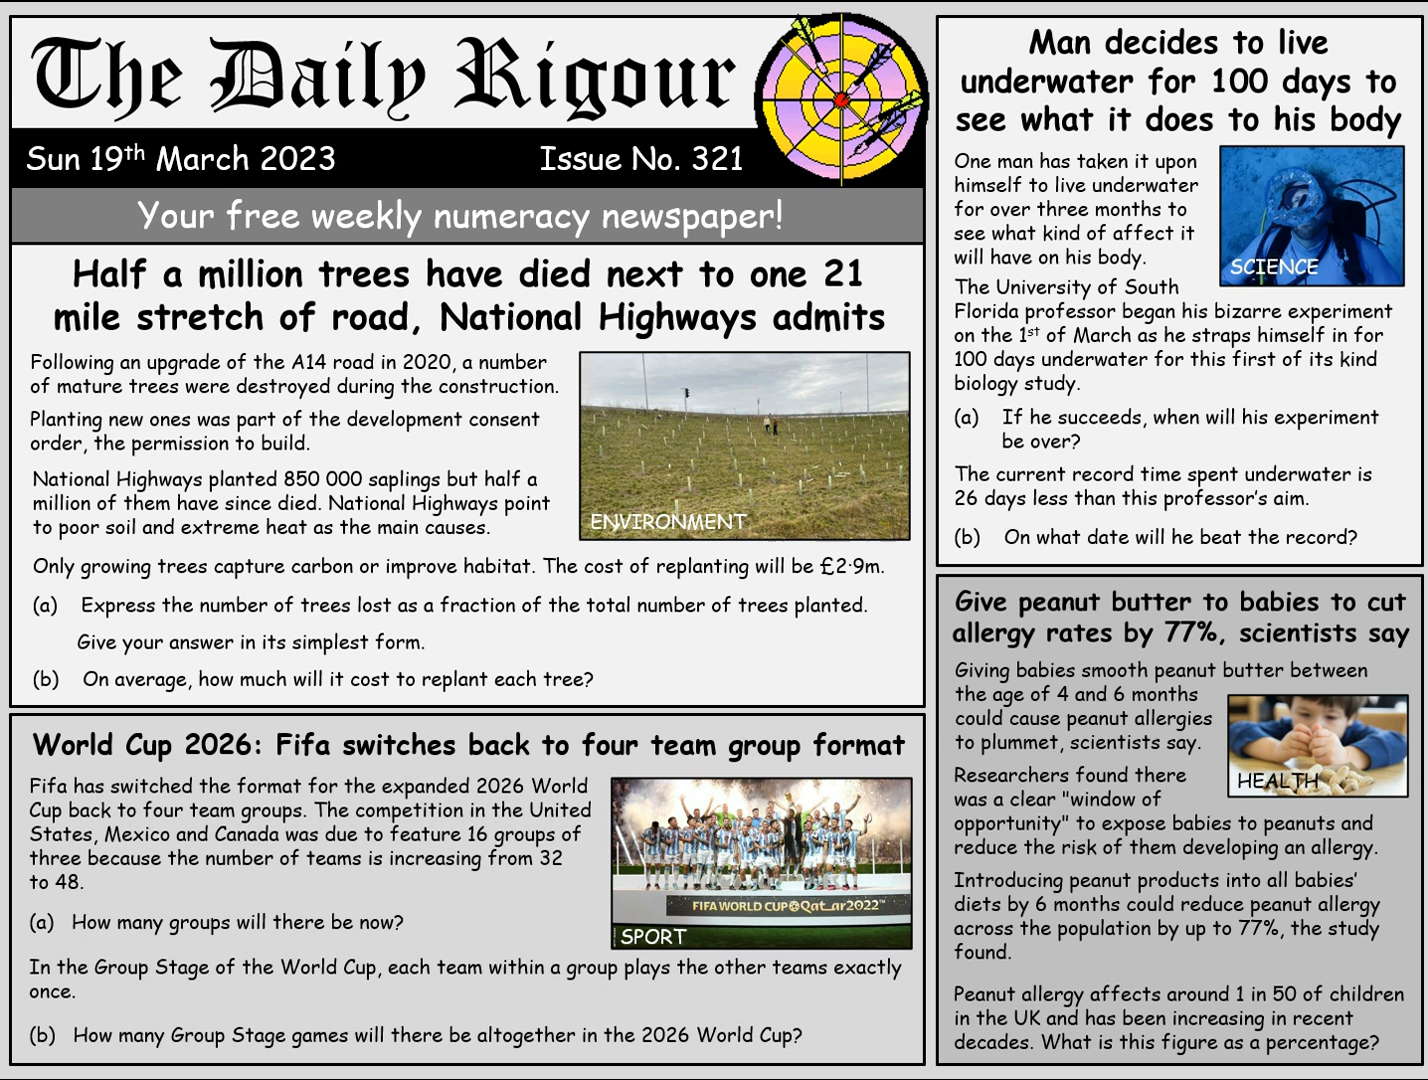 The Daily Rigour
Sun 19th March 2023 Issue No. 321
Your free weekly numeracy newspaper!
Half a million trees have died next to one 21
mile stretch of road, National Highways admits
Following an upgrade of the A14 road in 2020, a number
of mature trees were destroyed during the construction.
Planting new ones was part of the development consent
order, the permission to build.
National Highways planted 850 000 saplings but half a
million of them have since died. National Highways point
to poor soil and extreme heat as the main causes.
ENVIRONMENT
Only growing trees capture carbon or improve habitat. The cost of replanting will be £2·9m.
(a) Express the number of trees lost as a fraction of the total number of trees planted.
Give your answer in its simplest form.
(b) On average, how much will it cost to replant each tree?
World Cup 2026: Fifa switches back to four team group format
Fifa has switched the format for the expanded 2026 World
Cup back to four team groups. The competition in the United
States, Mexico and Canada was due to feature 16 groups of
three because the number of teams is increasing from 32
to 48.
(a) How many groups will there be now?
FIFA WORLD CUP Qatar2022
SPORT
In the Group Stage of the World Cup, each team within a group plays the other teams exactly
once.
(b) How many Group Stage games will there be altogether in the 2026 World Cup?
Man decides to live
underwater for 100 days to
see what it does to his body
One man has taken it upon
himself to live underwater
for over three months to
see what kind of affect it
will have on his body.
SCIENCE
The University of South
Florida professor began his bizarre experiment
on the 1st of March as he straps himself in for
100 days underwater for this first of its kind
biology study.
(a) If he succeeds, when will his experiment
be over?
The current record time spent underwater is
26 days less than this professor's aim.
(b) On what date will he beat the record?
Give peanut butter to babies to cut
allergy rates by 77%, scientists say
Giving babies smooth peanut butter between
the age of 4 and 6 months
could cause peanut allergies
to plummet, scientists say.
HEALTH
Researchers found there
was a clear "window of
opportunity" to expose babies to peanuts and
reduce the risk of them developing an allergy.
Introducing peanut products into all babies'
diets by 6 months could reduce peanut allergy
across the population by up to 77%, the study
found.
Peanut allergy affects around 1 in 50 of children
in the UK and has been increasing in recent
decades. What is this figure as a percentage?